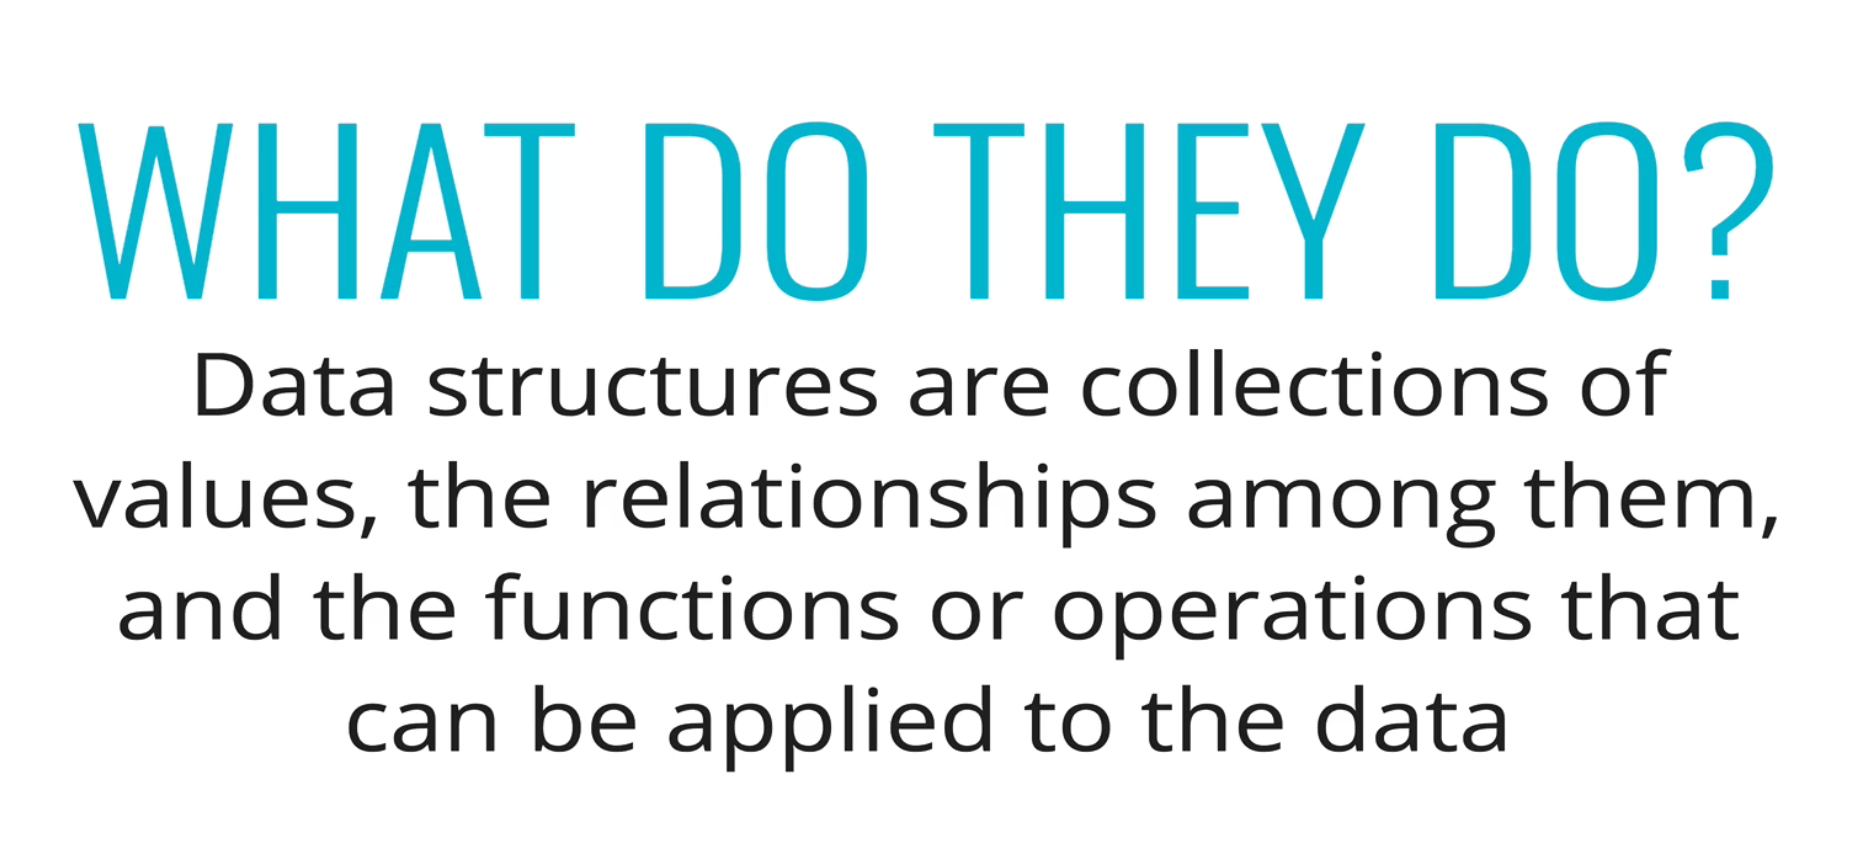 WHAT DO THEY DO?
Data structures are collections of
values, the relationships among them,
and the functions or operations that
can be applied to the data